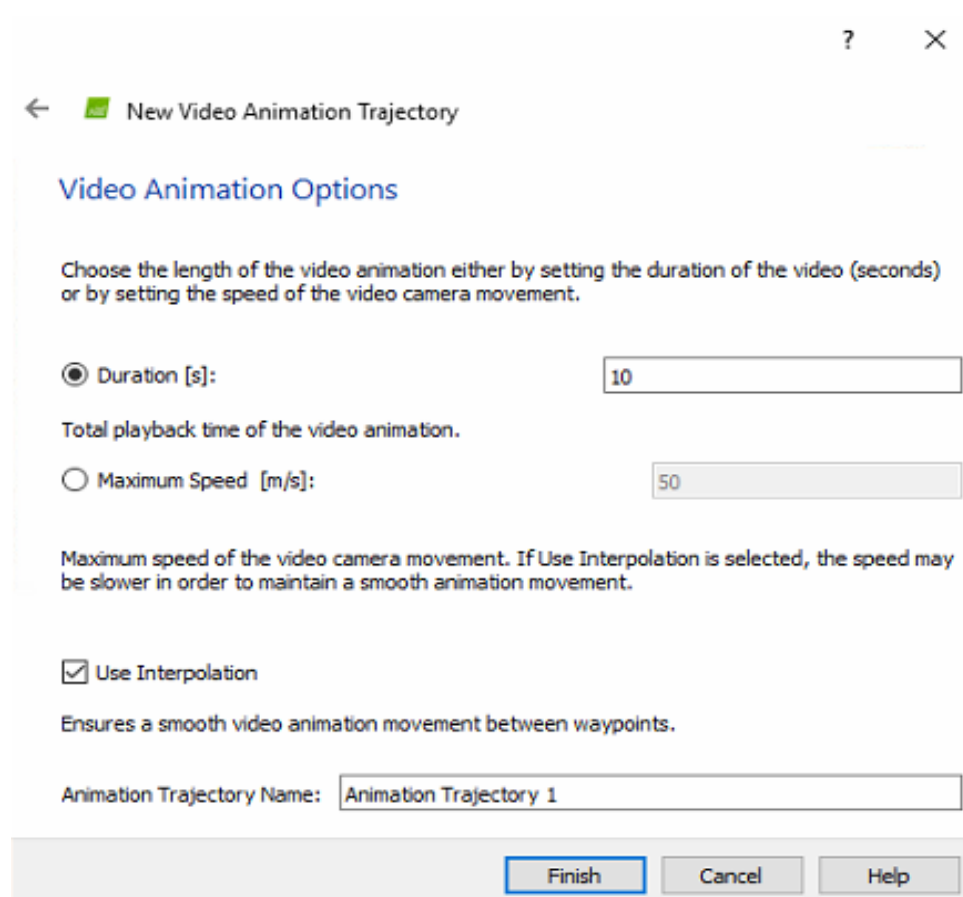 ?
New Video Animation Trajectory
Video Animation Options
Choose the length of the video animation either by setting the duration of the video (seconds)
or by setting the speed of the video camera movement.
Duration [s]: 10
Total playback time of the video animation.
Maximum Speed [m/s]: 50
Maximum speed of the video camera movement. If Use Interpolation is selected, the speed may
be slower in order to maintain a smooth animation movement.
Use Interpolation
Ensures a smooth video animation movement between waypoints.
Animation Trajectory Name: Animation Trajectory 1
Finish Cancel Help